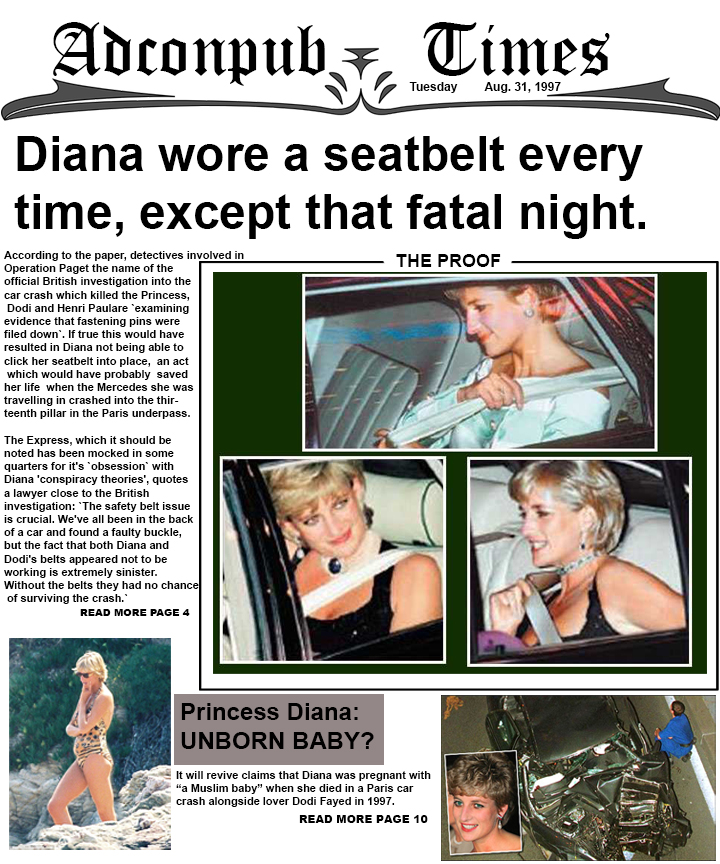 Adconpub Times
Tuesday Aug. 31, 1997
Diana wore a seatbelt every
time, except that fatal night.
According to the paper, detectives involved in
Operation Paget the name of the
official British investigation into the
car crash which killed the Princess,
Dodi and Henri Paulare `examining
evidence that fastening pins were
filed down`. If true this would have
resulted in Diana not being able to
click her seatbelt into place, an act
which would have probably saved
her life when the Mercedes she was
travelling in crashed into the thir-
teenth pillar in the Paris underpass.
The Express, which it should be
noted has been mocked in some
quarters for it's `obsession` with
Diana 'conspiracy theories', quotes
a lawyer close to the British
investigation: `The safety belt issue
is crucial. We've all been in the back
of a car and found a faulty buckle,
but the fact that both Diana and
Dodi's belts appeared not to be
working is extremely sinister.
Without the belts they had no chance
of surviving the crash.`
READ MORE PAGE 4
THE PROOF
Princess Diana:
UNBORN BABY?
It will revive claims that Diana was pregnant with
“a Muslim baby” when she died in a Paris car
crash alongside lover Dodi Fayed in 1997.
READ MORE PAGE 10